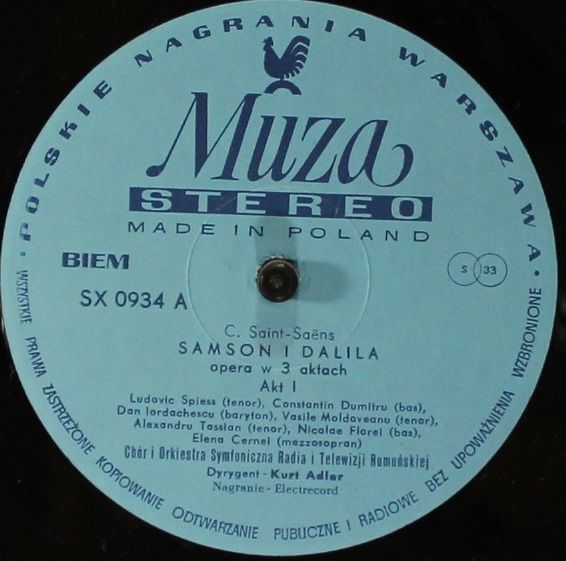 POLSKIE NAGRANIA WARSZAWA
Muza
STEREO
MADE IN POLAND
BIEM
S 33
SX 0934 A
C. Saint-Saëns
SAMSON I DALILA
opera w 3 aktach
Akt I
Ludovic Spiess (tenor), Constantin Dumitru (bas),
Dan Iordachescu (baryton), Vasile Moldoveanu (tenor),
Alexandru Tassian (tenor), Nicolae Florei (bas),
Elena Cernei (mezzosopran)
Chór i Orkiestra Symfoniczna Radia i Telewizji Rumuńskiej
Dyrygent - Kurt Adler
Nagranie - Electrecord
• WSZYSTKIE PRAWA ZASTRZEŻONE KOPIOWANIE ODTWARZANIE PUBLICZNE I RADIOWE BEZ UPOWAŻNIENIA WZBRONIONE •